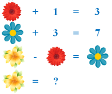 + 1 = 3
+ 3 = 7
- =
= ?